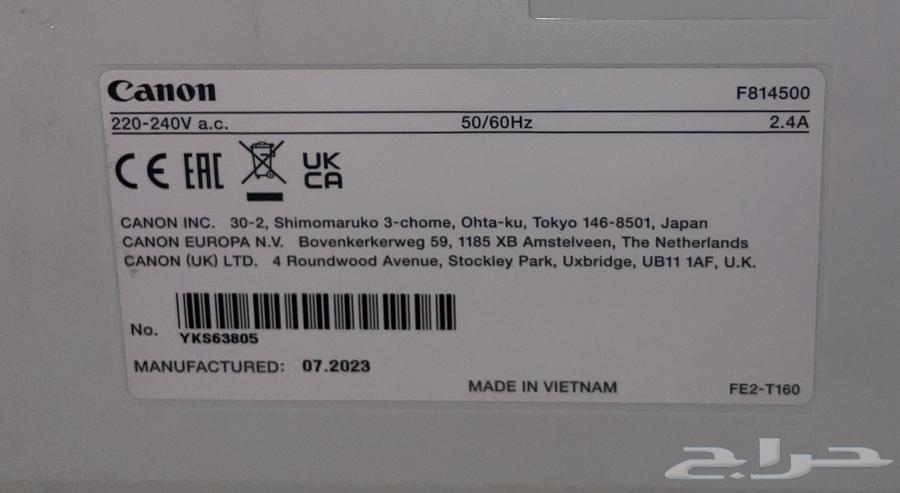 Canon
F814500
220-240V a.c. 50/60Hz 2.4A
CE EAC UK CA
CANON INC. 30-2, Shimomaruko 3-chome, Ohta-ku, Tokyo 146-8501, Japan
CANON EUROPA N.V. Bovenkerkerweg 59, 1185 XB Amstelveen, The Netherlands
CANON (UK) LTD. 4 Roundwood Avenue, Stockley Park, Uxbridge, UB11 1AF, U.K.
No. YKS63805
MANUFACTURED: 07.2023
MADE IN VIETNAM FE2-T160
حراج